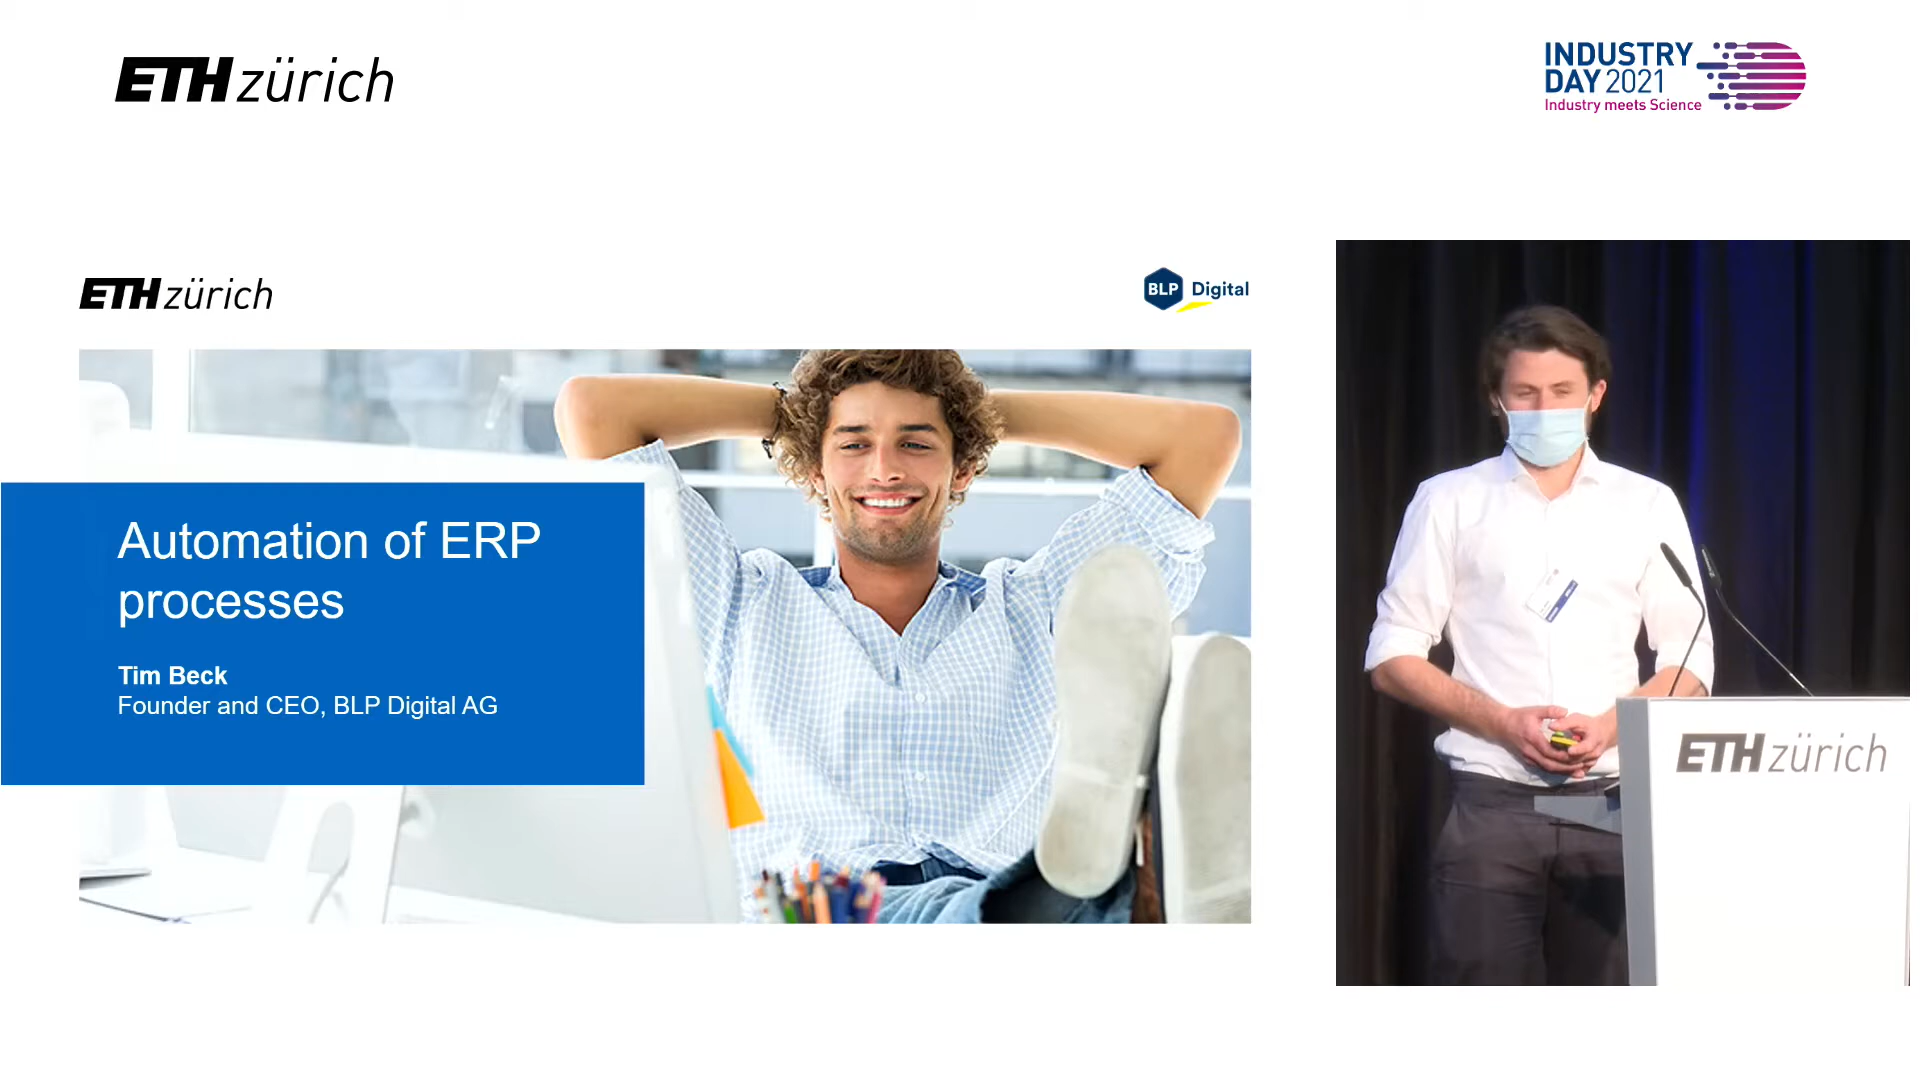 ETH zürich
INDUSTRY
DAY 2021
Industry meets Science
ETH zürich
BLP Digital
Automation of ERP
processes
Tim Beck
Founder and CEO, BLP Digital AG
ETH zürich